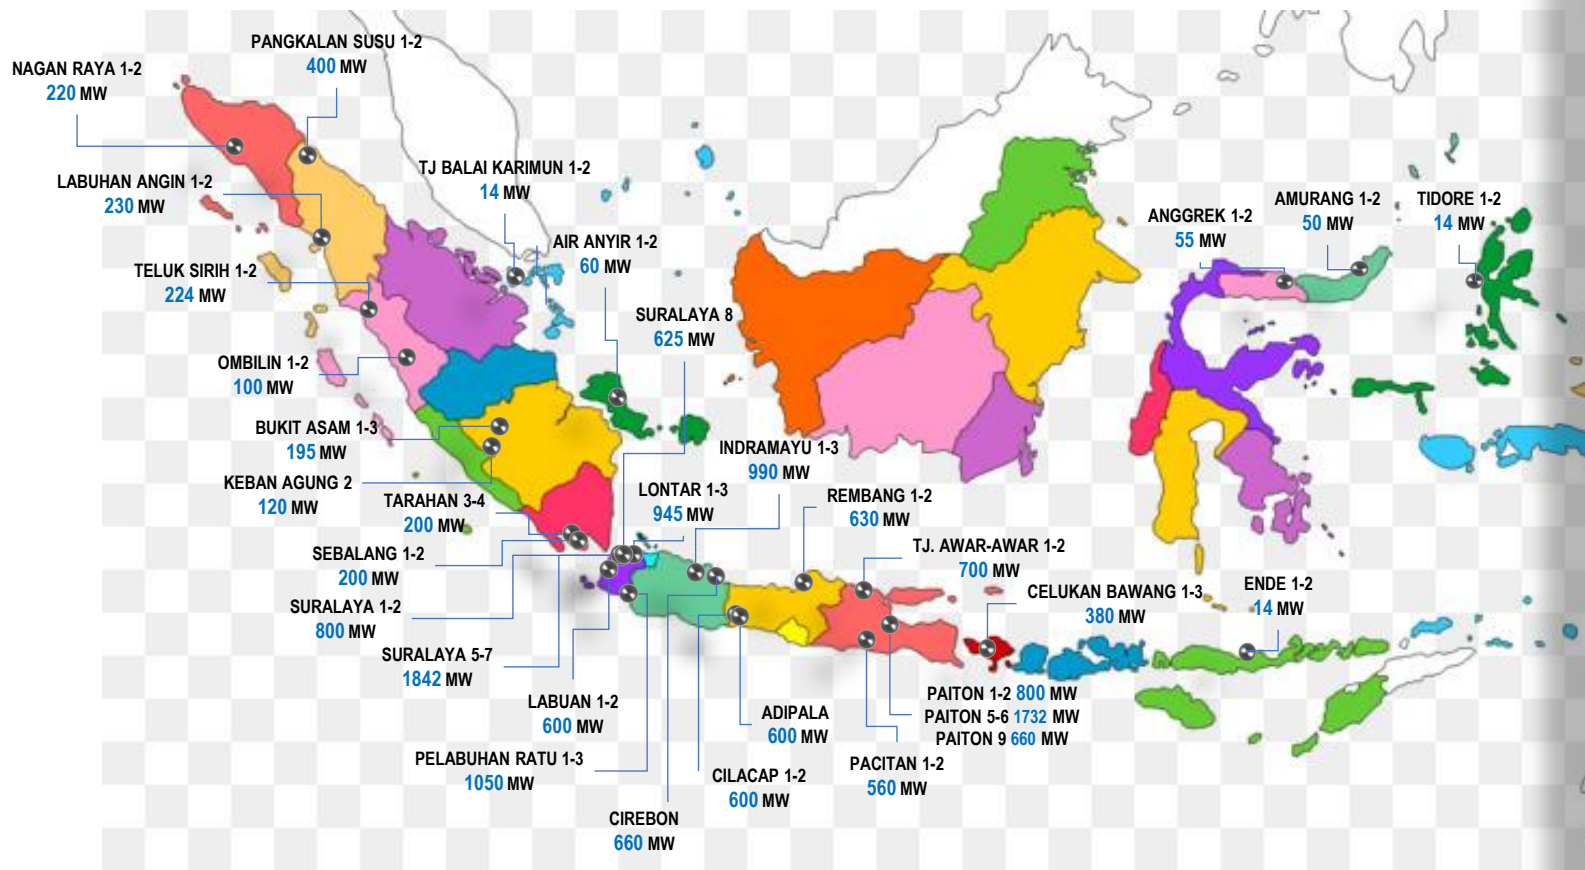 PANGKALAN SUSU 1-2
400 MW
NAGAN RAYA 1-2
220 MW
TJ BALAI KARIMUN 1-2
14 MW
LABUHAN ANGIN 1-2
230 MW
AMURANG 1-2
50 MW
TIDORE 1-2
14 MW
ANGGREK 1-2
55 MW
AIR ANYIR 1-2
60 MW
TELUK SIRIH 1-2
224 MW
SURALAYA 8
625 MW
OMBILIN 1-2
100 MW
BUKIT ASAM 1-3
195 MW
INDRAMAYU 1-3
990 MW
KEBAN AGUNG 2
120 MW
TARAHAN 3-4
200 MW
LONTAR 1-3
945 MW
REMBANG 1-2
630 MW
SEBALANG 1-2
200 MW
TJ. AWAR-AWAR 1-2
700 MW
CELUKAN BAWANG 1-3
380 MW
ENDE 1-2
14 MW
SURALAYA 1-2
800 MW
SURALAYA 5-7
1842 MW
LABUAN 1-2
600 MW
ADIPALA
600 MW
PAITON 1-2 800 MW
PAITON 5-6 1732 MW
PAITON 9 660 MW
PELABUHAN RATU 1-3
1050 MW
PACITAN 1-2
560 MW
CILACAP 1-2
600 MW
CIREBON
660 MW